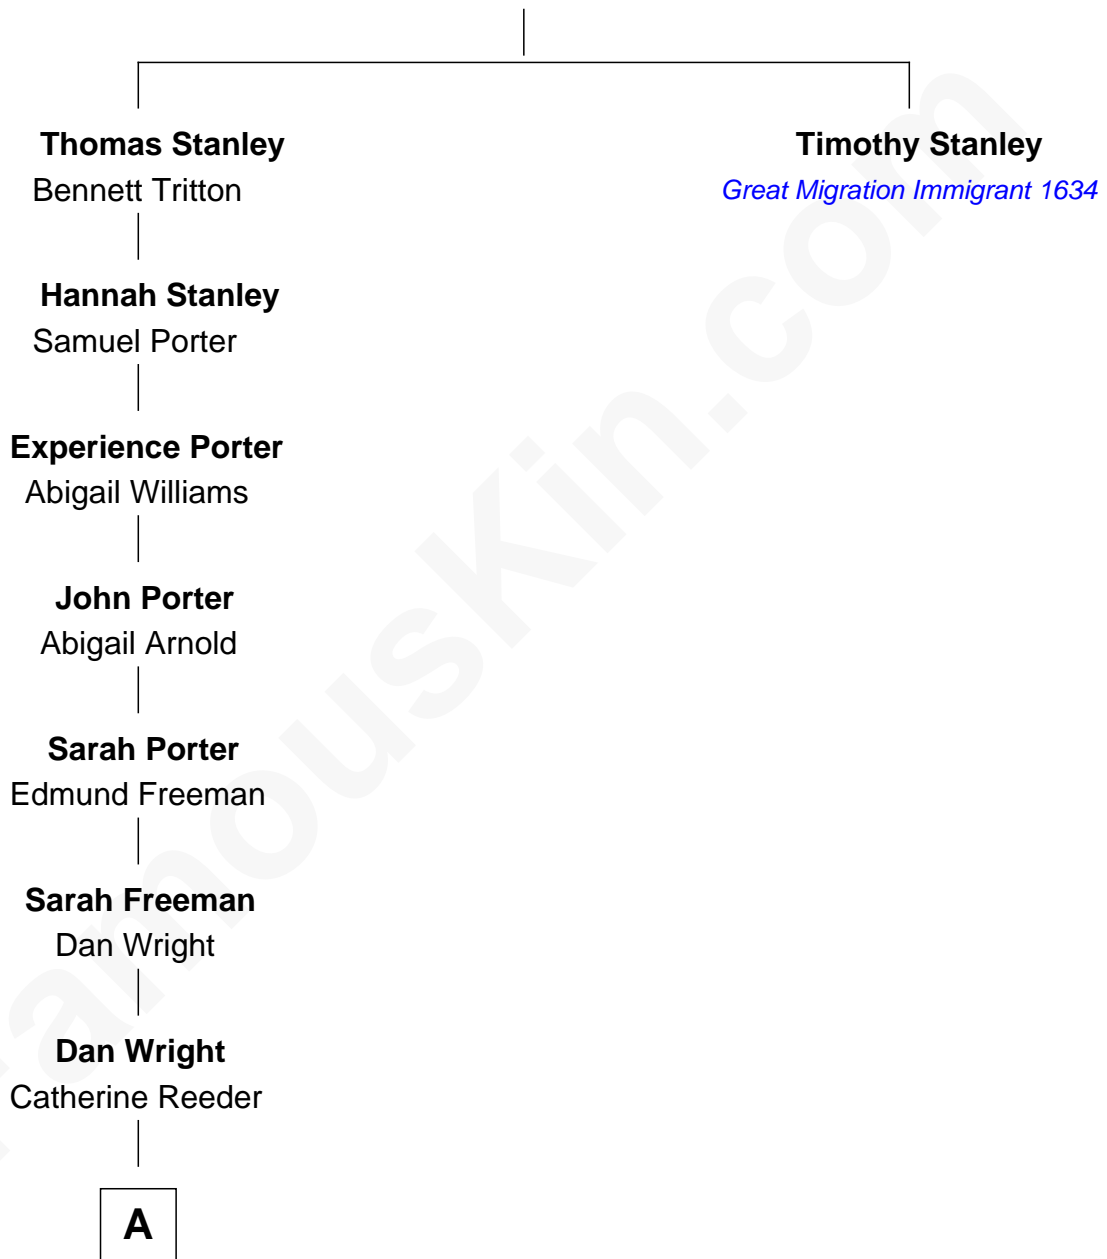 Thomas Stanley
Bennett Tritton
Timothy Stanley
Great Migration Immigrant 1634
Hannah Stanley
Samuel Porter
Experience Porter
Abigail Williams
John Porter
Abigail Arnold
Sarah Porter
Edmund Freeman
Sarah Freeman
Dan Wright
Dan Wright
Catherine Reeder
A
FamousKin.com